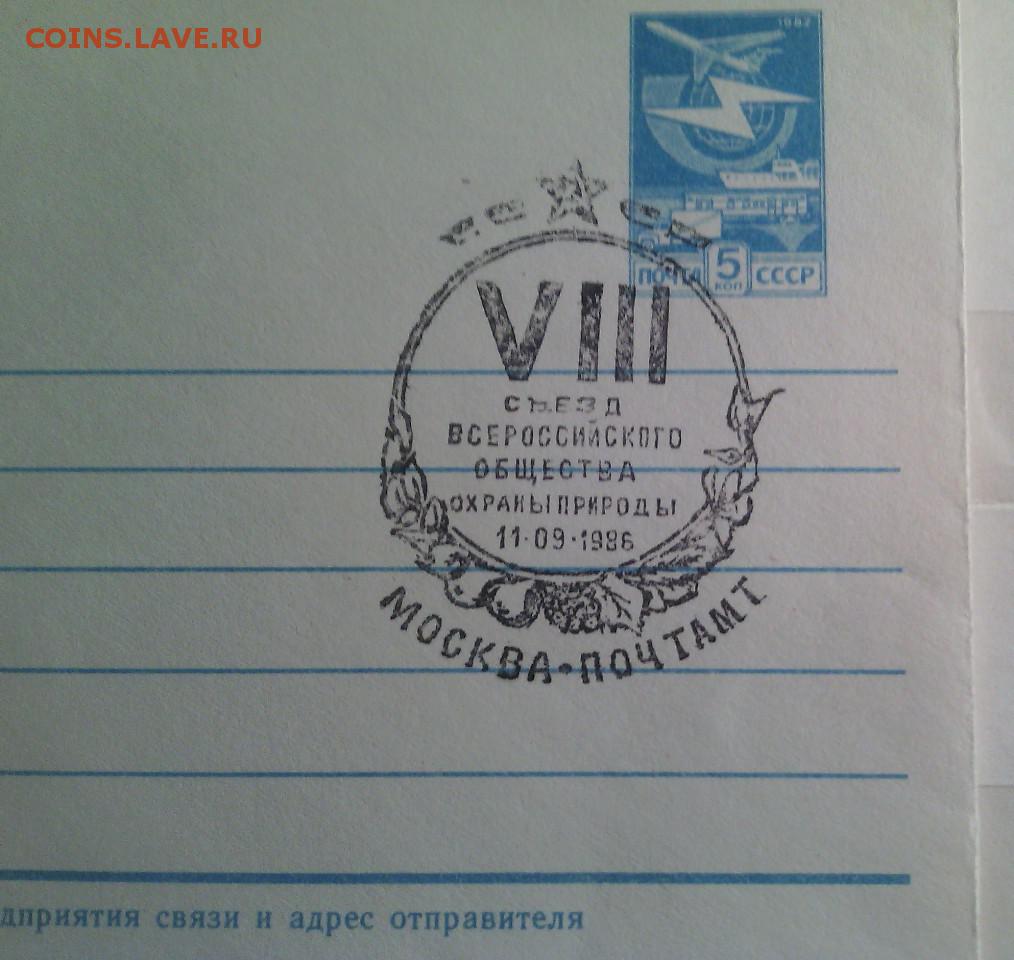 COINS.LAVE.RU
1982
ПОЧТА 5 КОП СССР
VIII
СЪЕЗД
ВСЕРОССИЙСКОГО
ОБЩЕСТВА
ОХРАНЫ ПРИРОДЫ
11·09·1986
МОСКВА·ПОЧТАМТ
дприятия связи и адрес отправителя